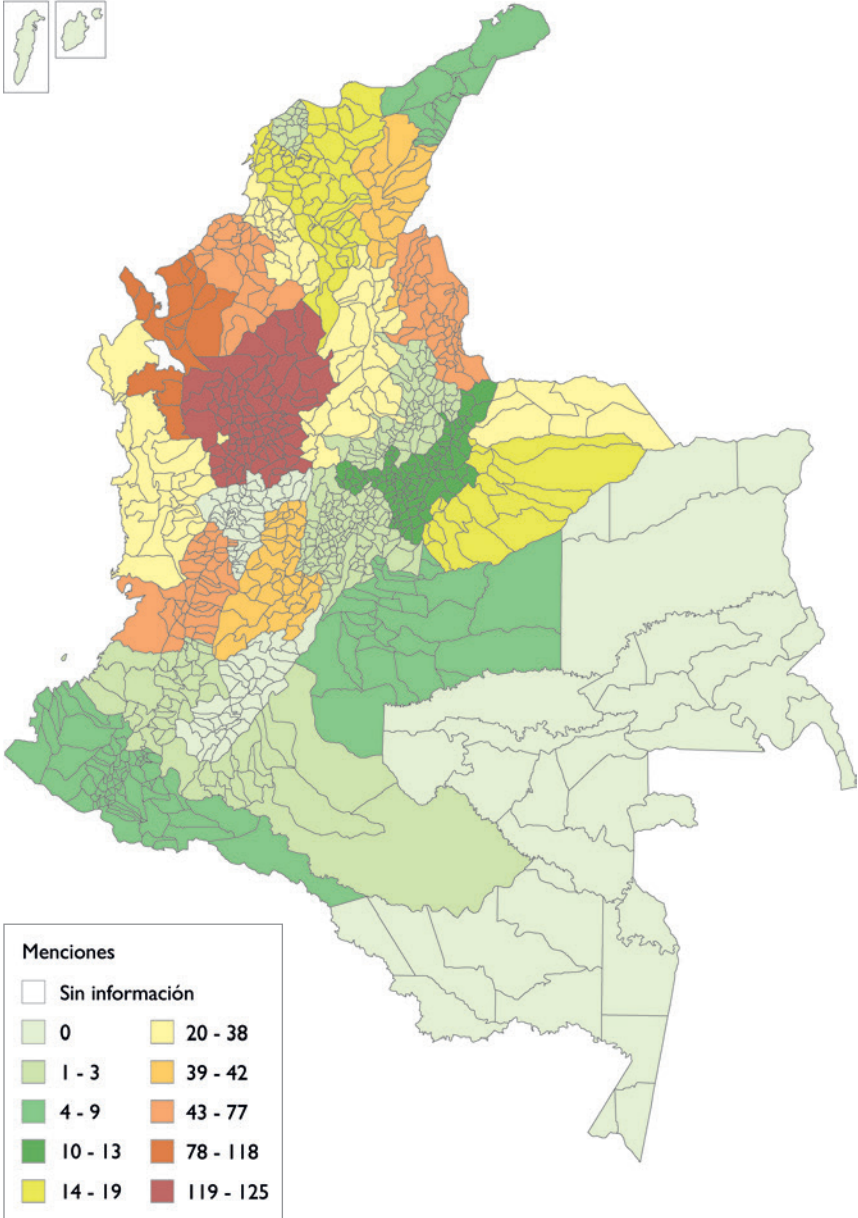 Menciones
Sin información
0
1 - 3
4 - 9
10 - 13
14 - 19
20 - 38
39 - 42
43 - 77
78 - 118
119 - 125